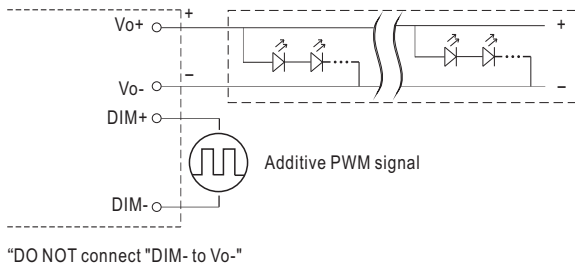 Vo+
+
+
–
Vo-
–
DIM+
Additive PWM signal
DIM-
“DO NOT connect "DIM- to Vo-"